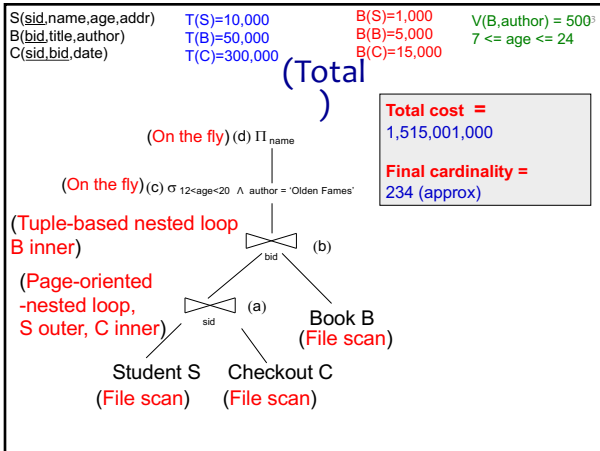 S(sid,name,age,addr)
B(bid,title,author)
C(sid,bid,date)
T(S)=10,000
T(B)=50,000
T(C)=300,000
B(S)=1,000
B(B)=5,000
B(C)=15,000
V(B,author) = 500
3
7 <= age <= 24
(Total
)
Total cost =
1,515,001,000
Final cardinality =
234 (approx)
(On the fly) (d) Π name
(On the fly) (c) σ 12<age<20 Λ author = 'Olden Fames'
(Tuple-based nested loop
B inner)
(b)
bid
(Page-oriented
-nested loop,
S outer, C inner)
(a)
sid
Book B
(File scan)
Student S Checkout C
(File scan) (File scan)